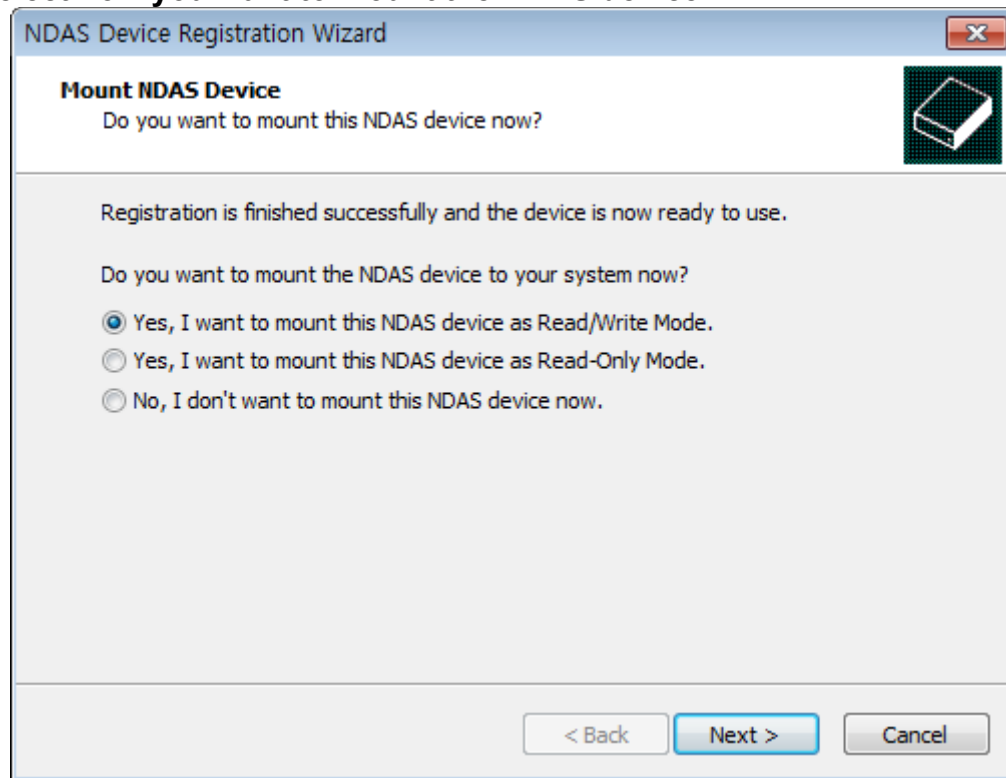 NDAS Device Registration Wizard
Mount NDAS Device
Do you want to mount this NDAS device now?
Registration is finished successfully and the device is now ready to use.
Do you want to mount the NDAS device to your system now?
Yes, I want to mount this NDAS device as Read/Write Mode.
Yes, I want to mount this NDAS device as Read-Only Mode.
No, I don't want to mount this NDAS device now.
< Back
Next >
Cancel